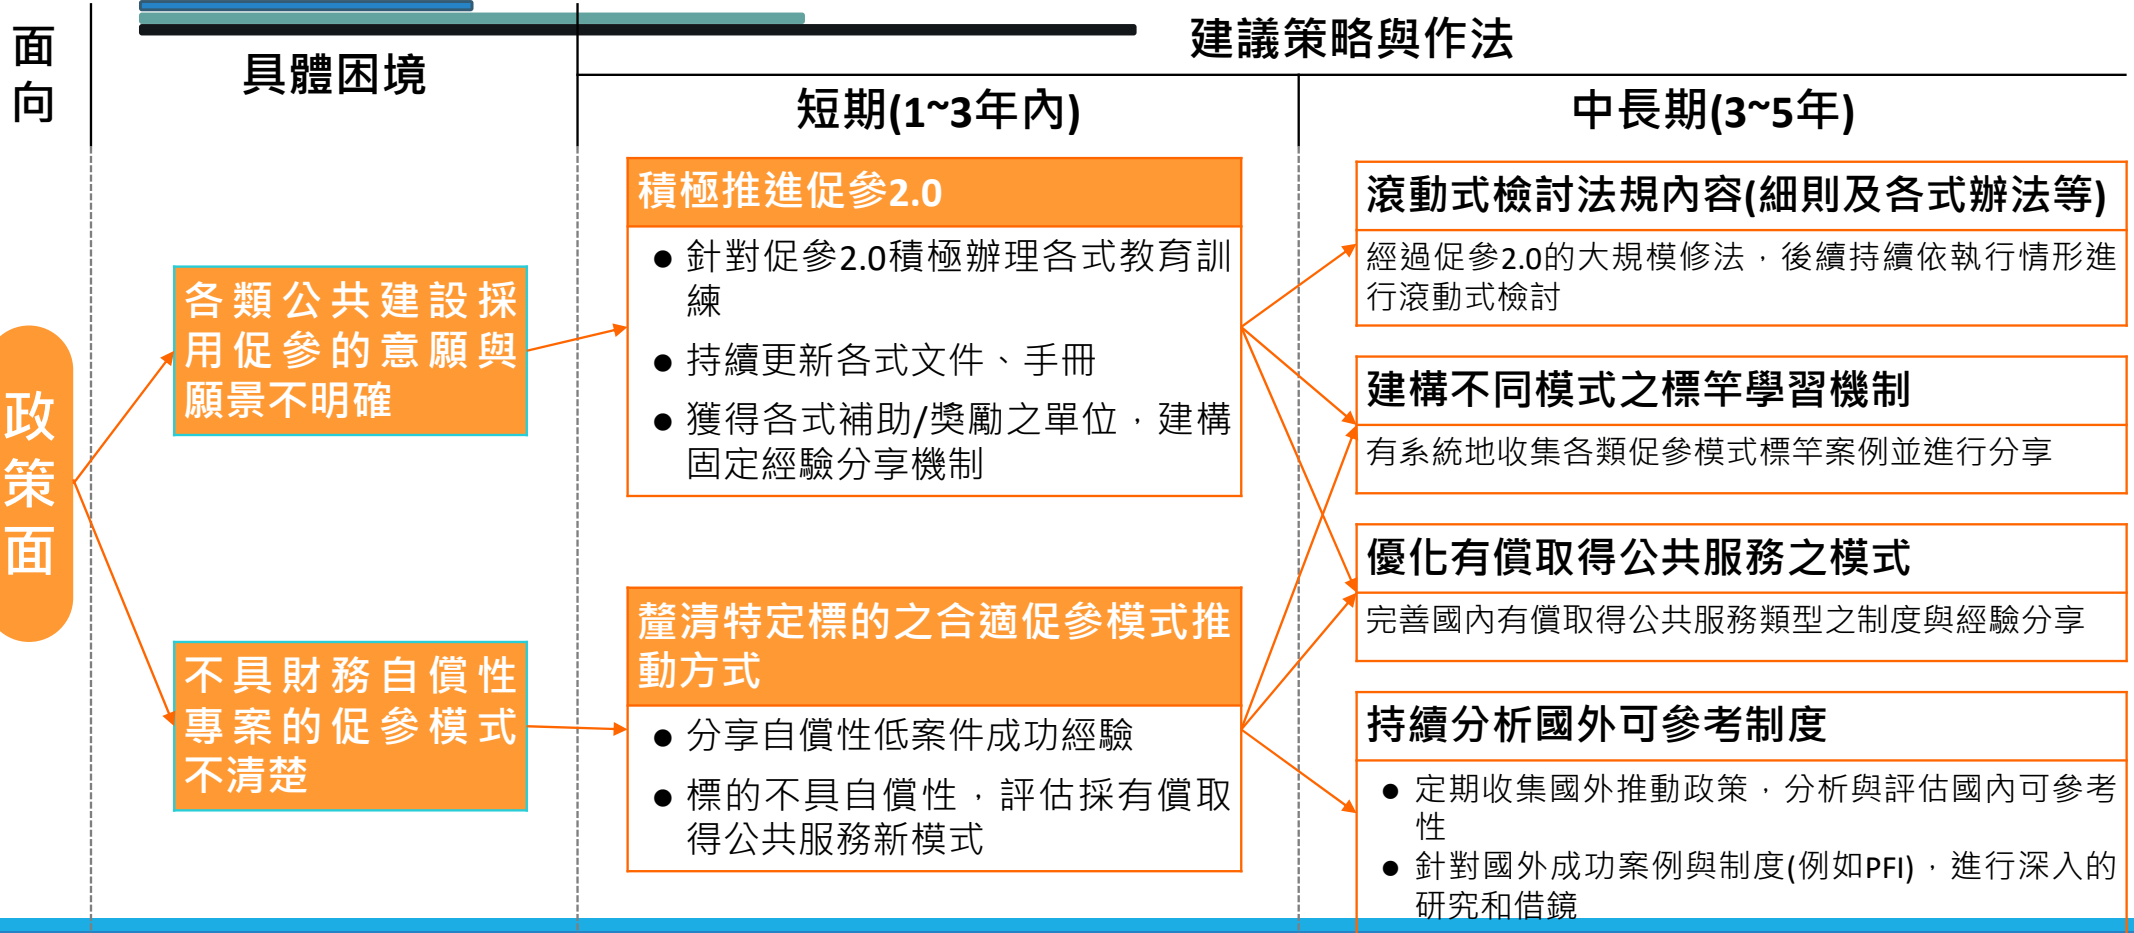 面
向
具體困境
建議策略與作法
短期(1~3年內)
中長期(3~5年)
政
策
面
各類公共建設採
用促參的意願與
願景不明確
不具財務自償性
專案的促參模式
不清楚
積極推進促參2.0
● 針對促參2.0積極辦理各式教育訓
練
● 持續更新各式文件、手冊
● 獲得各式補助/獎勵之單位，建構
固定經驗分享機制
釐清特定標的之合適促參模式推
動方式
● 分享自償性低案件成功經驗
● 標的不具自償性，評估採有償取
得公共服務新模式
滾動式檢討法規內容(細則及各式辦法等)
經過促參2.0的大規模修法，後續持續依執行情形進
行滾動式檢討
建構不同模式之標竿學習機制
有系統地收集各類促參模式標竿案例並進行分享
優化有償取得公共服務之模式
完善國內有償取得公共服務類型之制度與經驗分享
持續分析國外可參考制度
● 定期收集國外推動政策，分析與評估國內可參考
性
● 針對國外成功案例與制度(例如PFI)，進行深入的
研究和借鏡